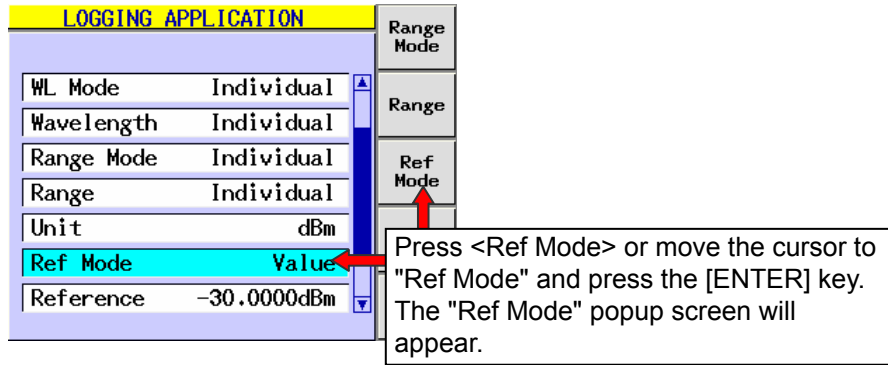 LOGGING APPLICATION
WL Mode Individual
Wavelength Individual
Range Mode Individual
Range Individual
Unit dBm
Ref Mode Value
Reference -30.0000dBm
Range
Mode
Range
Ref
Mode
Press <Ref Mode> or move the cursor to
"Ref Mode" and press the [ENTER] key.
The "Ref Mode" popup screen will
appear.